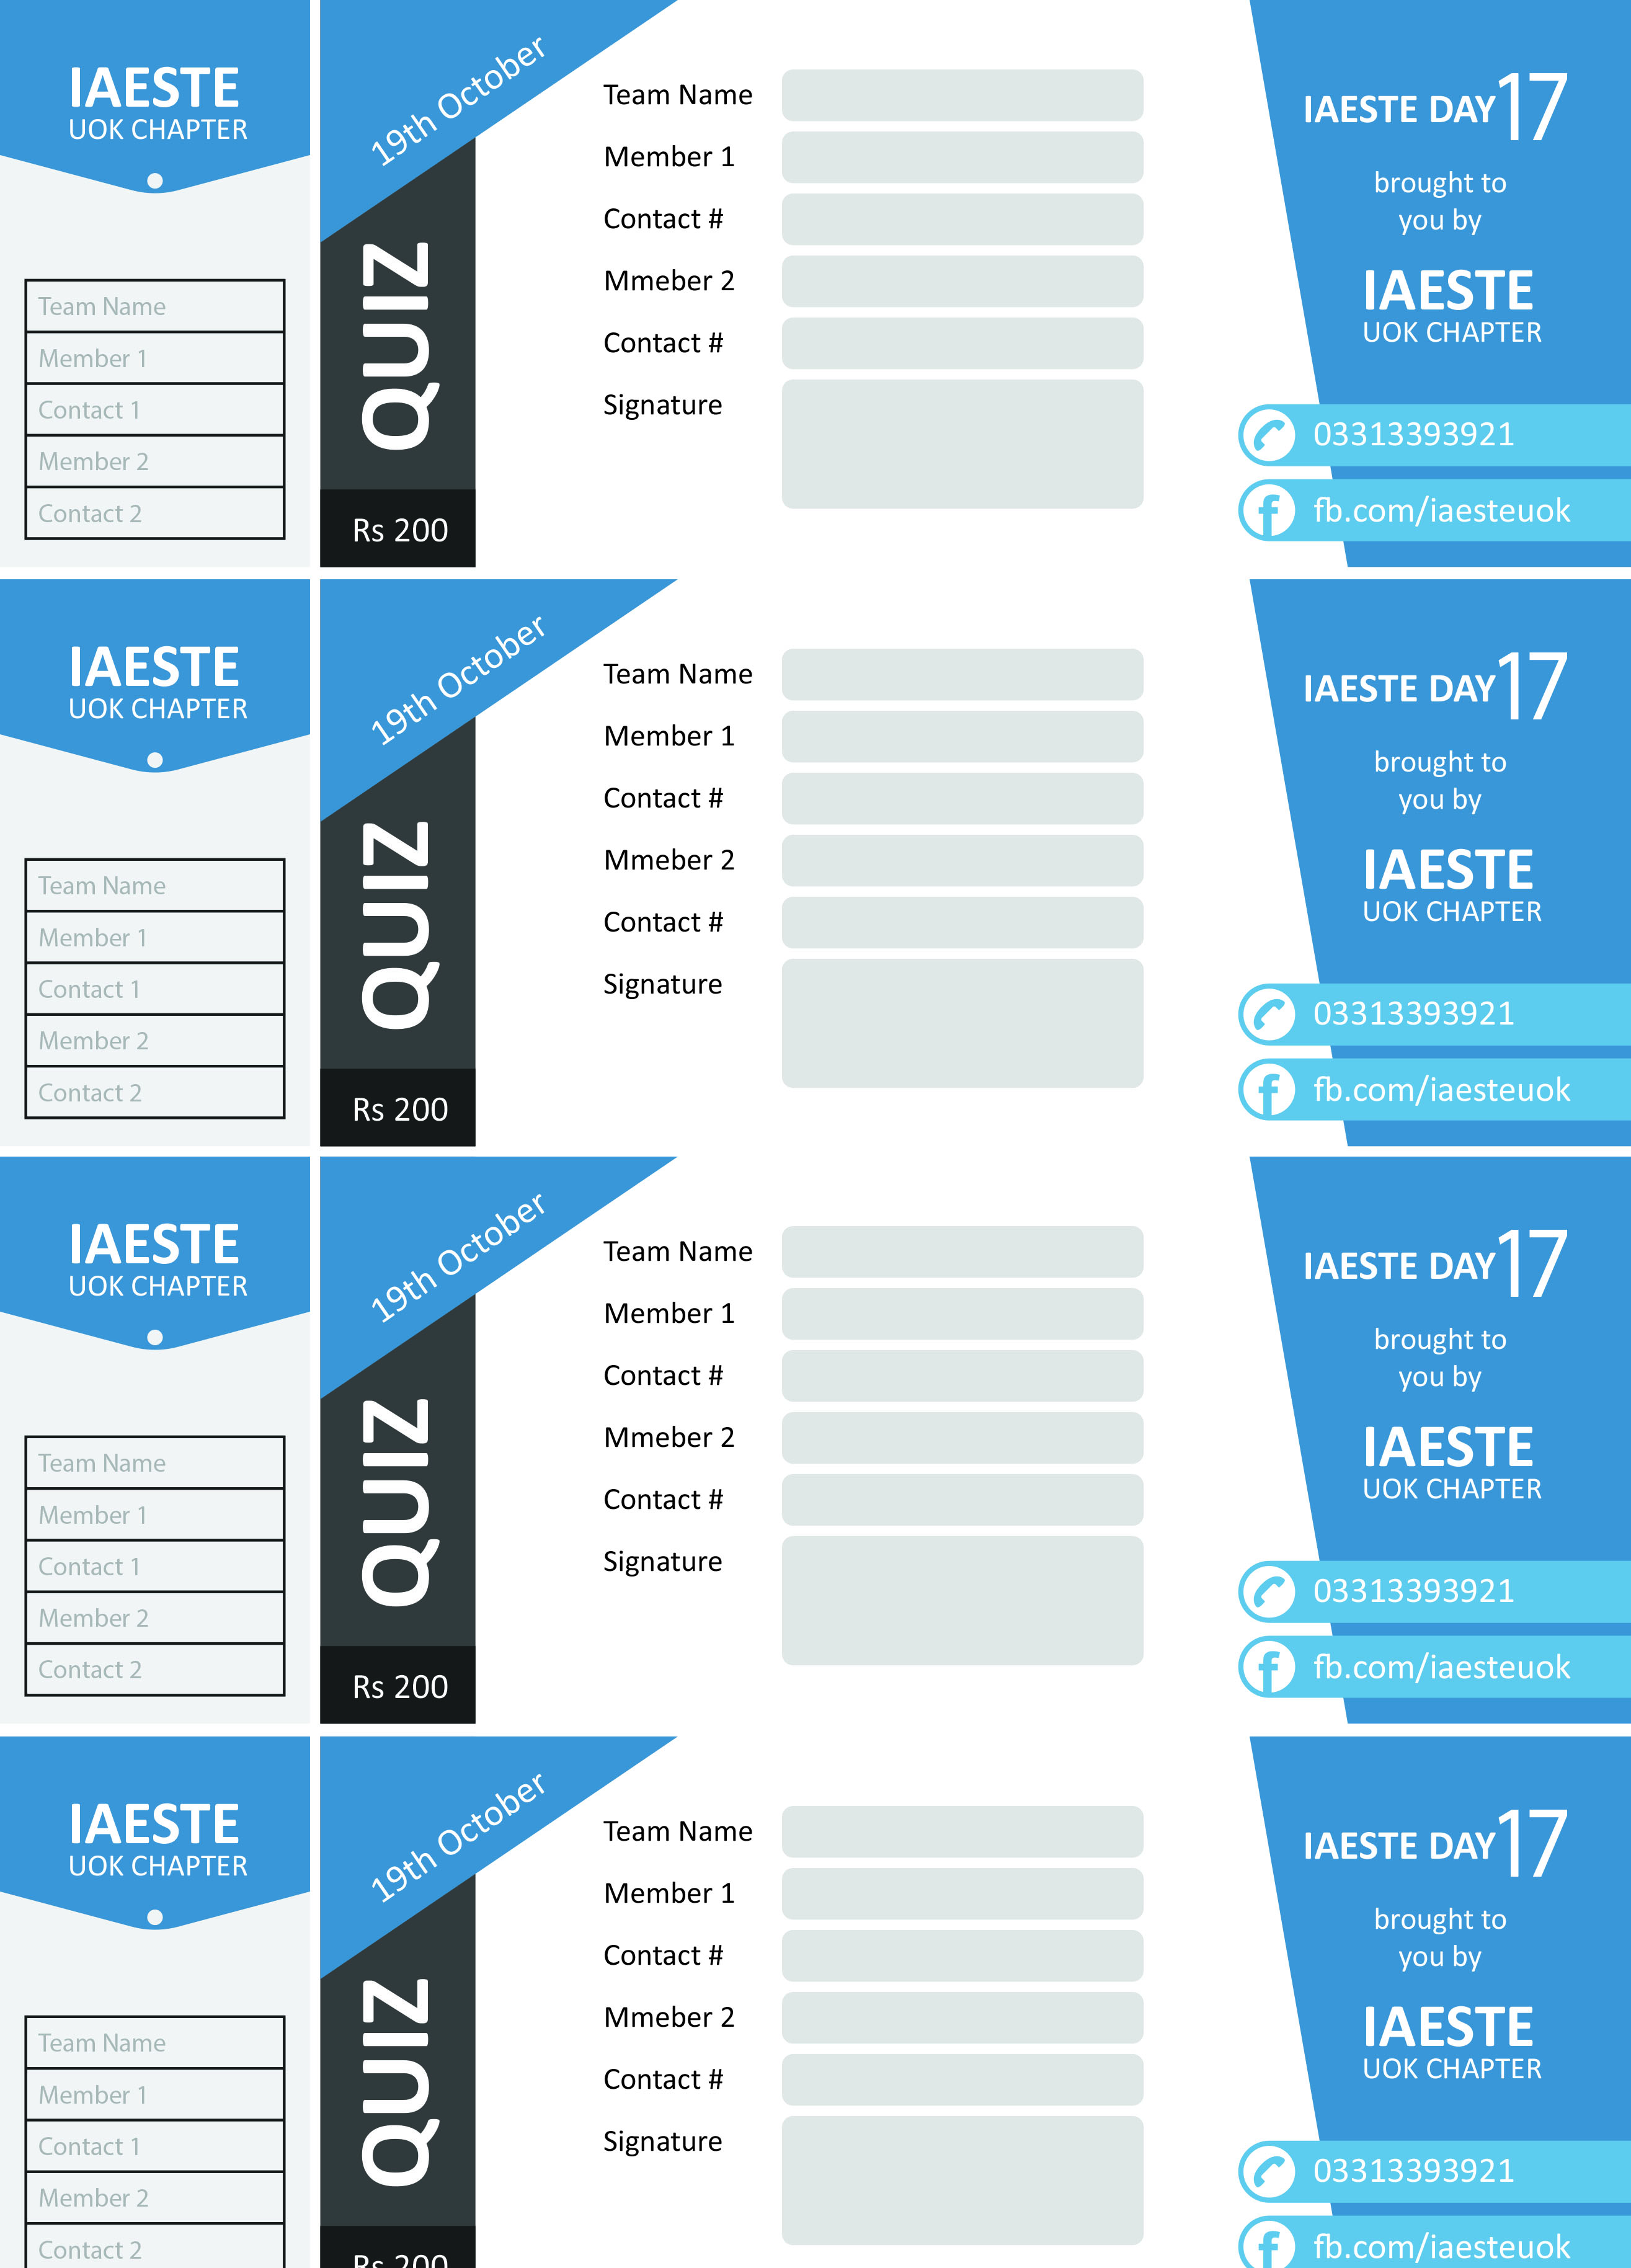 IAESTE
UOK CHAPTER
Team Name
Member 1
Contact 1
Member 2
Contact 2
19th October
QUIZ
Rs 200
Team Name
Member 1
Contact #
Mmeber 2
Contact #
Signature
IAESTE DAY 17
brought to
you by
IAESTE
UOK CHAPTER
03313393921
fb.com/iaesteuok
IAESTE
UOK CHAPTER
Team Name
Member 1
Contact 1
Member 2
Contact 2
19th October
QUIZ
Rs 200
Team Name
Member 1
Contact #
Mmeber 2
Contact #
Signature
IAESTE DAY 17
brought to
you by
IAESTE
UOK CHAPTER
03313393921
fb.com/iaesteuok
IAESTE
UOK CHAPTER
Team Name
Member 1
Contact 1
Member 2
Contact 2
19th October
QUIZ
Rs 200
Team Name
Member 1
Contact #
Mmeber 2
Contact #
Signature
IAESTE DAY 17
brought to
you by
IAESTE
UOK CHAPTER
03313393921
fb.com/iaesteuok
IAESTE
UOK CHAPTER
Team Name
Member 1
Contact 1
Member 2
Contact 2
19th October
QUIZ
Rs 200
Team Name
Member 1
Contact #
Mmeber 2
Contact #
Signature
IAESTE DAY 17
brought to
you by
IAESTE
UOK CHAPTER
03313393921
fb.com/iaesteuok